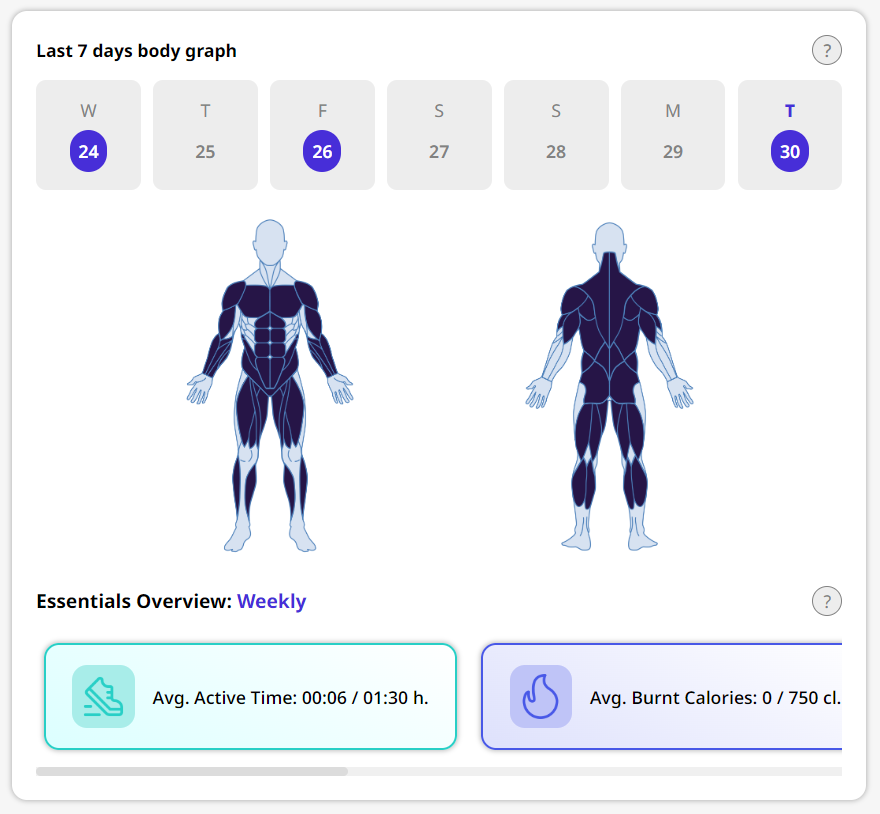 Last 7 days body graph
?
W T F S S M T
24 25 26 27 28 29 30
Essentials Overview: Weekly
?
Avg. Active Time: 00:06 / 01:30 h.
Avg. Burnt Calories: 0 / 750 cl.